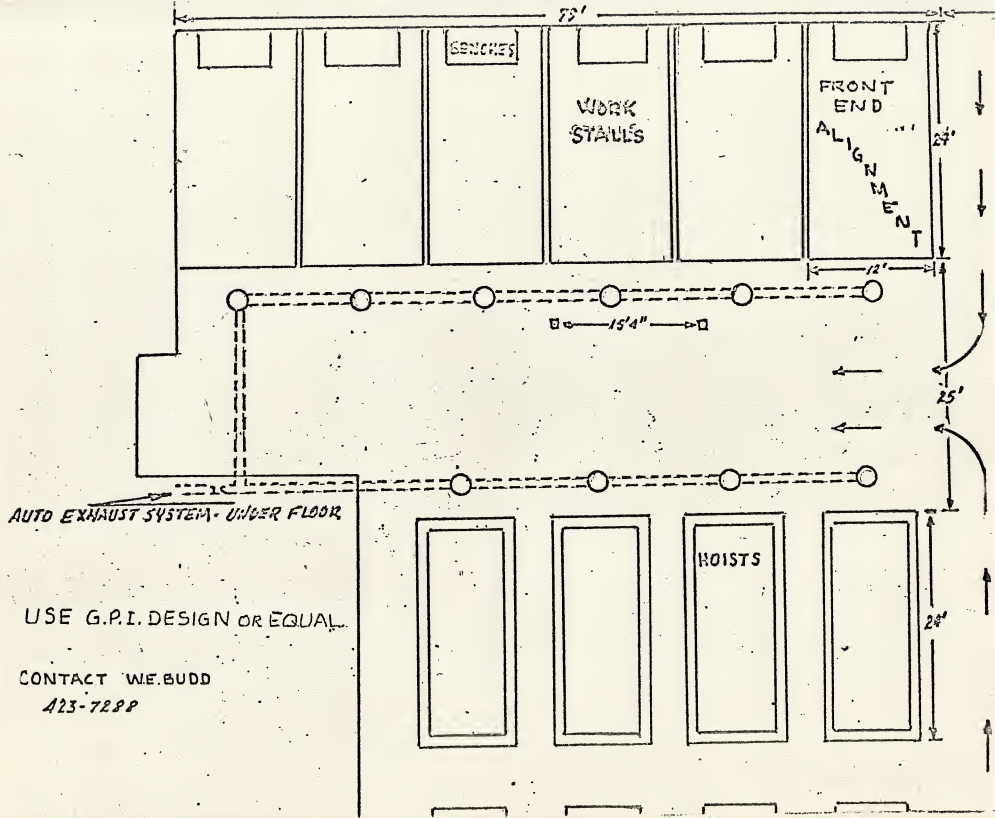 BENCHES
WORK
STALLS
FRONT
END
ALIGNMENT
24'
12'
15'4"
25'
AUTO EXHAUST SYSTEM - UNDER FLOOR
HOISTS
24'
USE G.P.I. DESIGN OR EQUAL
CONTACT W.E. BUDD
423-7288